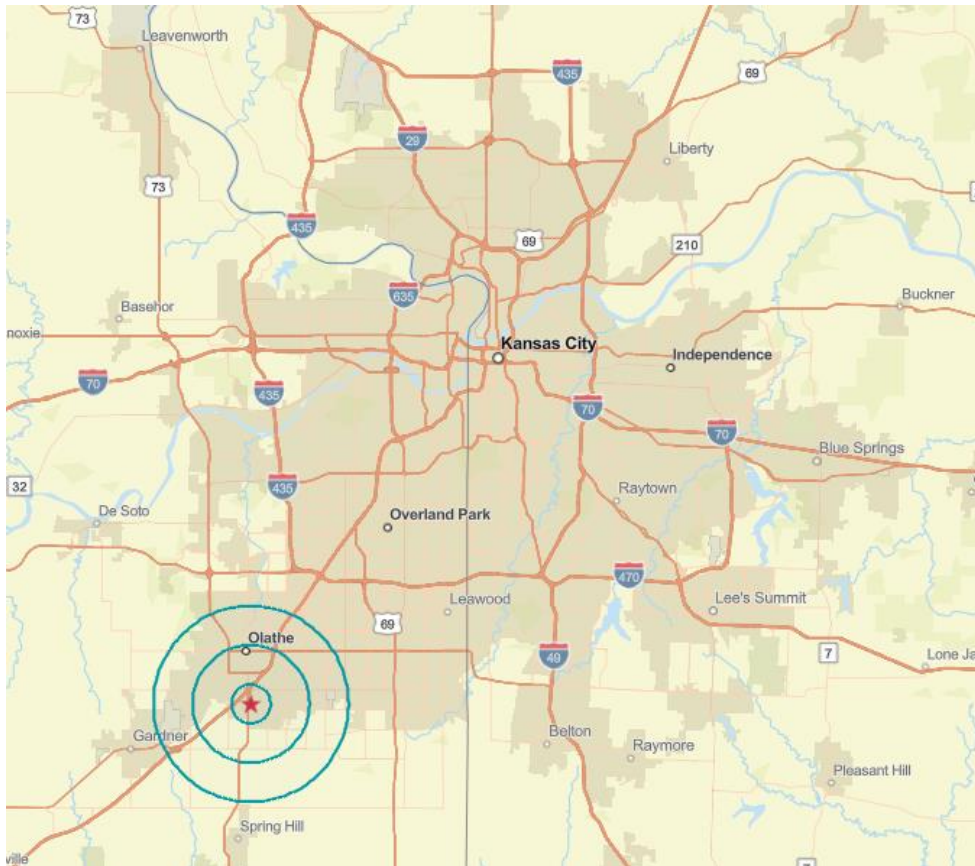 73
Leavenworth
435
69
29
Liberty
73
435
69
210
635
Basehor
Buckner
noxie
Kansas City
Independence
70
435
70
70
Blue Springs
32
435
Raytown
De Soto
Overland Park
470
Leawood
Lee's Summit
69
Olathe
7
49
Lone Ja
Gardner
Belton
Raymore
Pleasant Hill
Spring Hill
ville
7